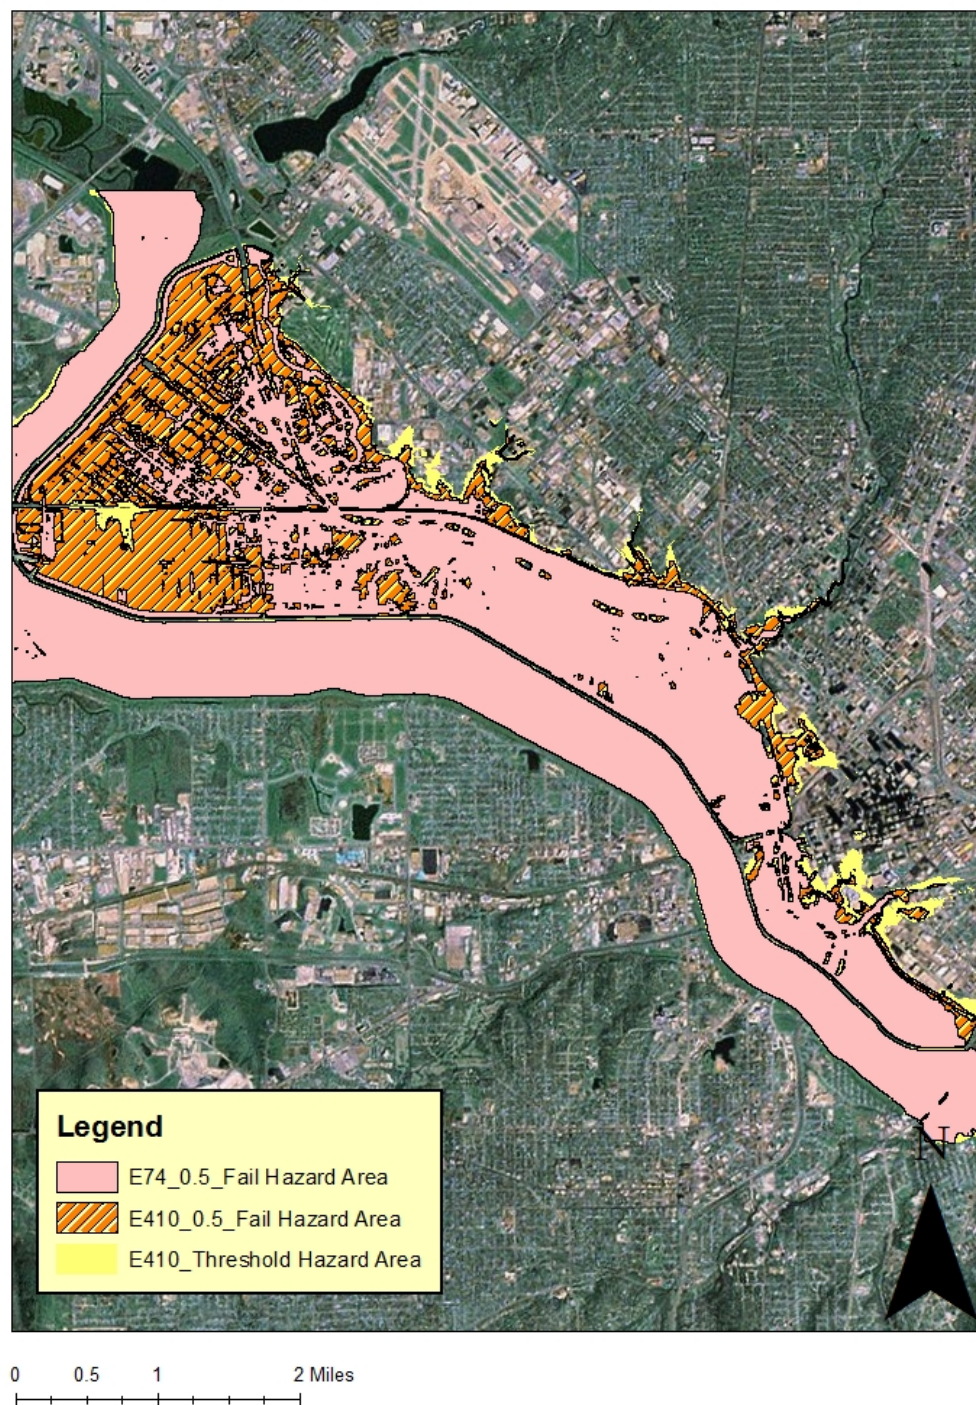 Legend
E74_0.5_Fail Hazard Area
E410_0.5_Fail Hazard Area
E410_Threshold Hazard Area
N
0 0.5 1 2 Miles